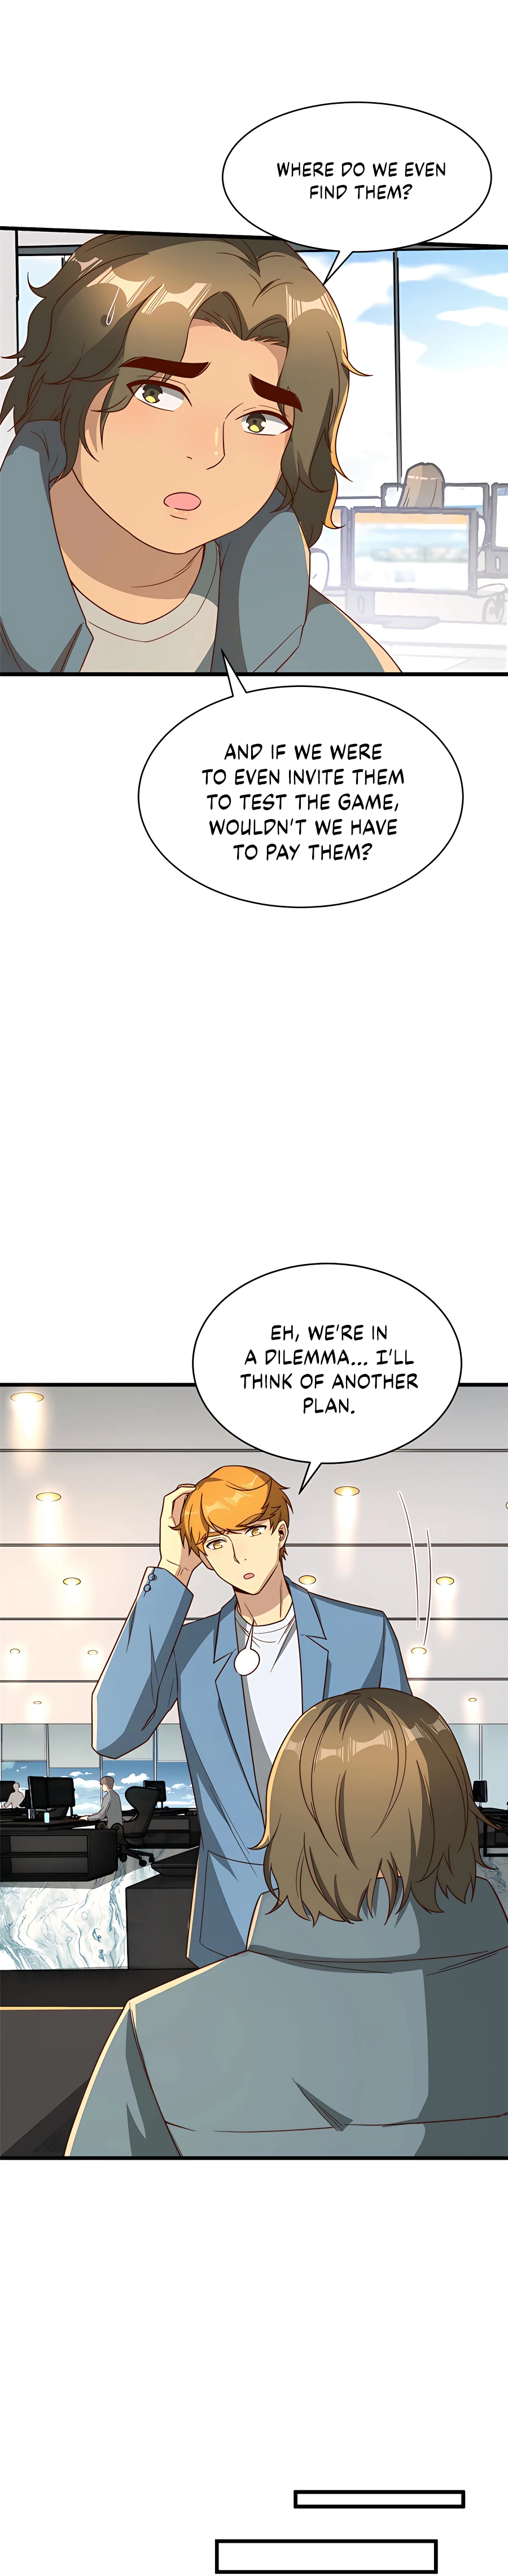 WHERE DO WE EVEN
FIND THEM?
AND IF WE WERE
TO EVEN INVITE THEM
TO TEST THE GAME,
WOULDN'T WE HAVE
TO PAY THEM?
EH, WE'RE IN
A DILEMMA... I'LL
THINK OF ANOTHER
PLAN.